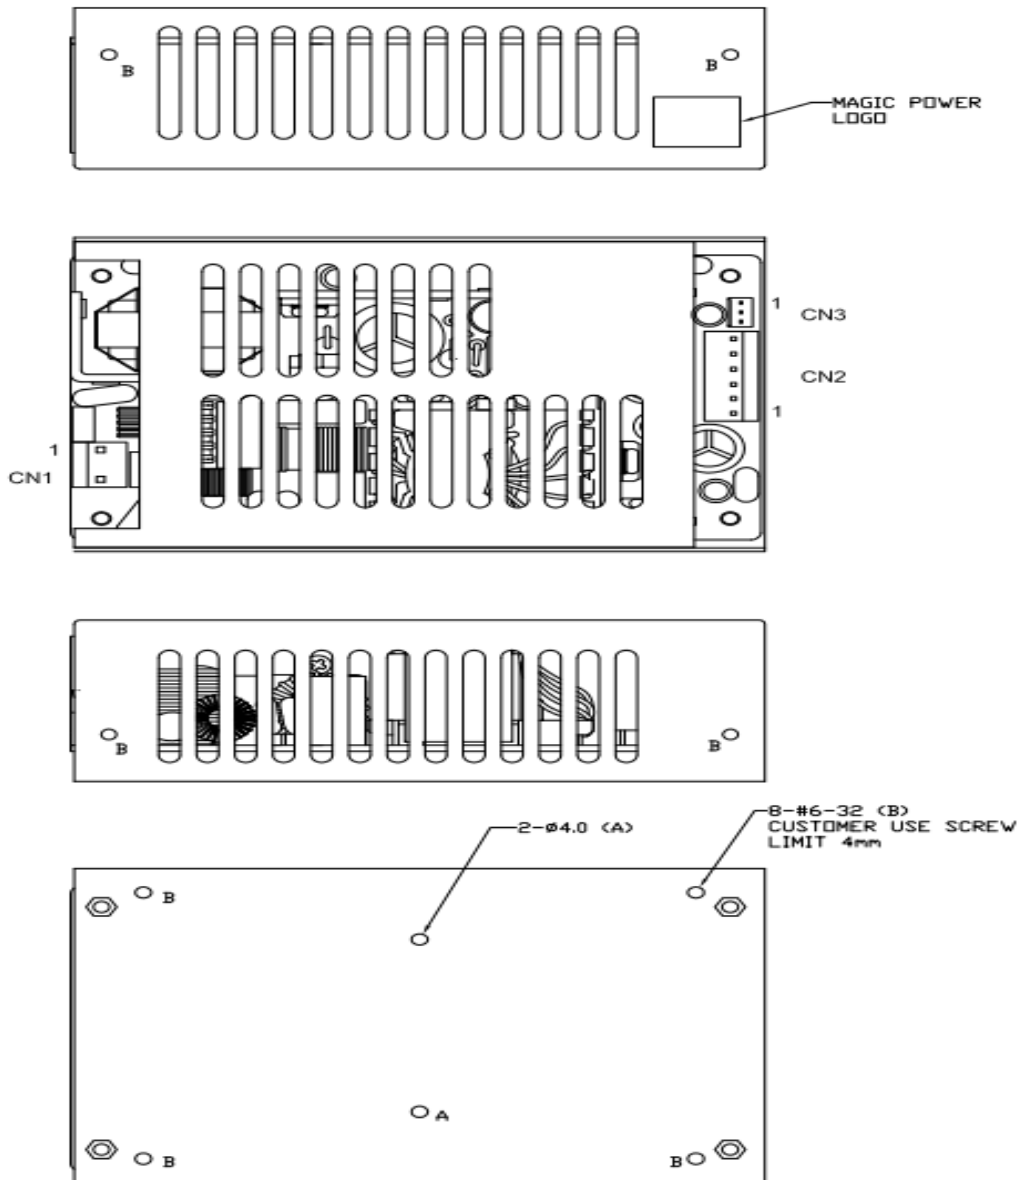 B
B
MAGIC POWER
LOGO
1
CN3
CN2
1
1
CN1
B
B
2-ø4.0 (A)
8-#6-32 (B)
CUSTOMER USE SCREW
LIMIT 4mm
B
A
B
B